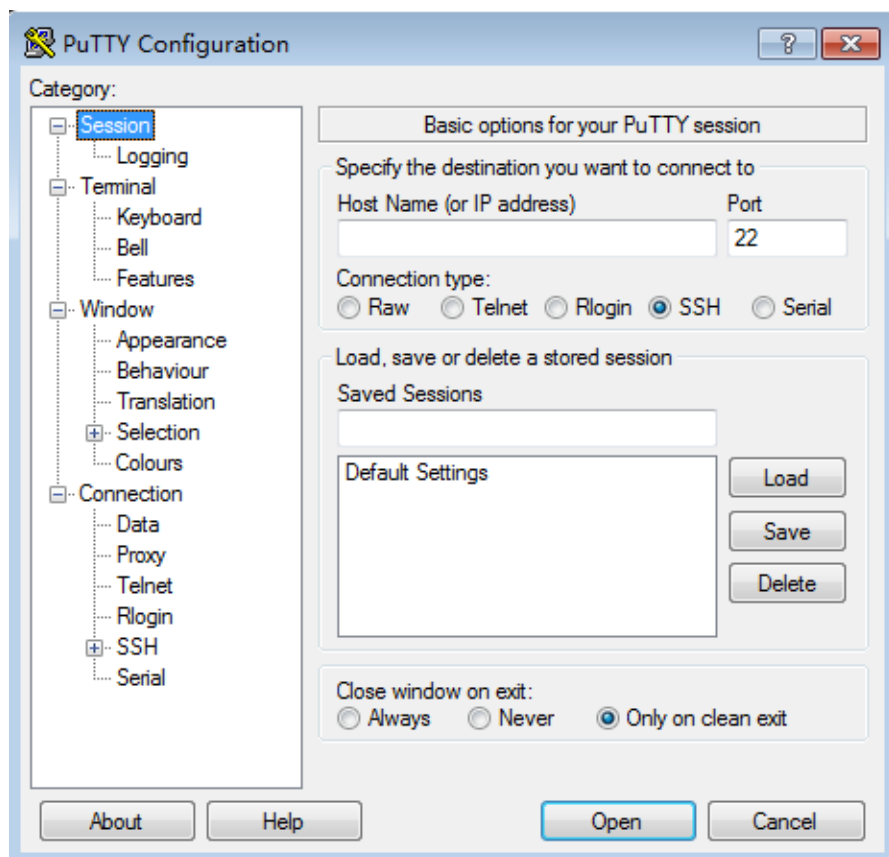 PuTTY Configuration
Category:
Session
Logging
Terminal
Keyboard
Bell
Features
Window
Appearance
Behaviour
Translation
Selection
Colours
Connection
Data
Proxy
Telnet
Rlogin
SSH
Serial
Basic options for your PuTTY session
Specify the destination you want to connect to
Host Name (or IP address) Port
22
Connection type:
Raw Telnet Rlogin SSH Serial
Load, save or delete a stored session
Saved Sessions
Default Settings
Load
Save
Delete
Close window on exit:
Always Never Only on clean exit
About Help Open Cancel